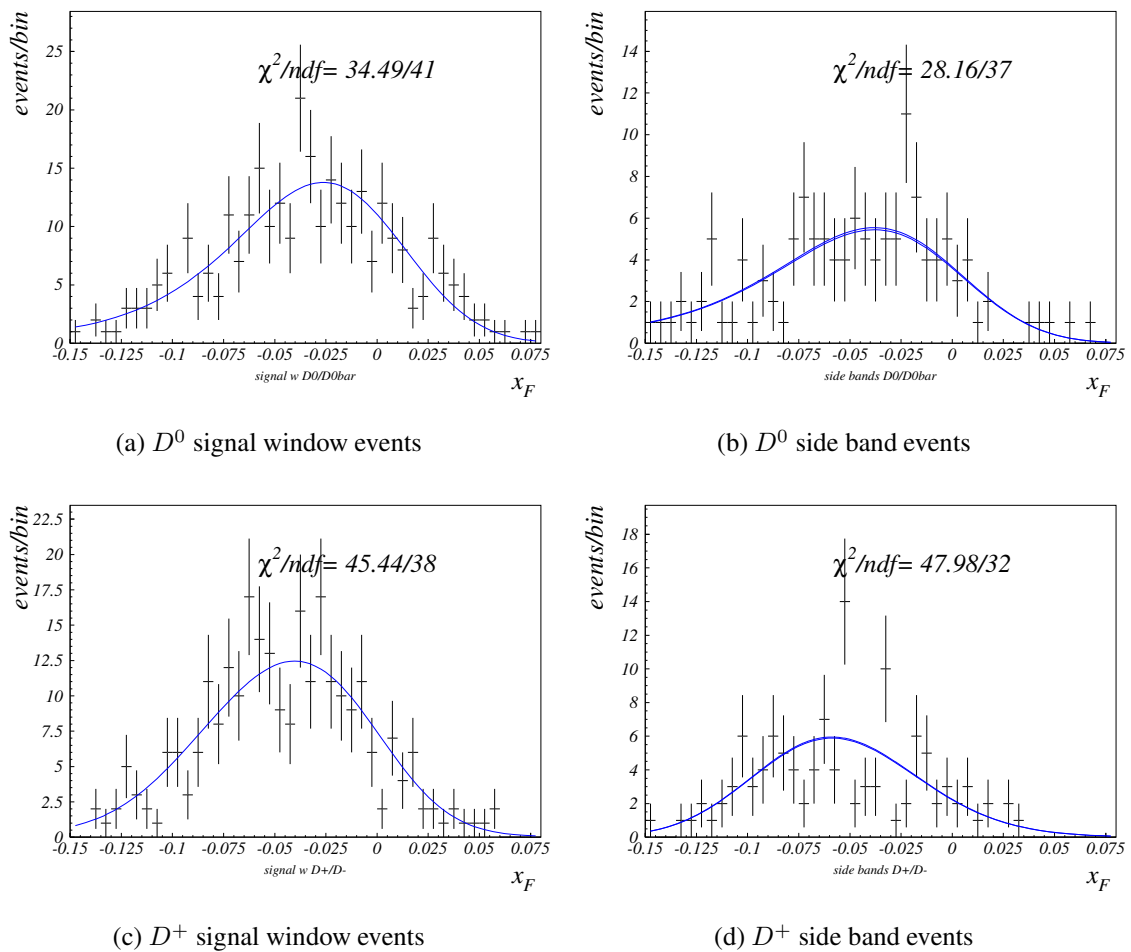 events/bin
χ²/ndf= 34.49/41
25
20
15
10
5
0
-0.15 -0.125 -0.1 -0.075 -0.05 -0.025 0 0.025 0.05 0.075
signal w D0/D0bar
x_F
(a) D⁰ signal window events
events/bin
χ²/ndf= 28.16/37
14
12
10
8
6
4
2
0
-0.15 -0.125 -0.1 -0.075 -0.05 -0.025 0 0.025 0.05 0.075
side bands D0/D0bar
x_F
(b) D⁰ side band events
events/bin
χ²/ndf= 45.44/38
22.5
20
17.5
15
12.5
10
7.5
5
2.5
0
-0.15 -0.125 -0.1 -0.075 -0.05 -0.025 0 0.025 0.05 0.075
signal w D+/D-
x_F
(c) D⁺ signal window events
events/bin
χ²/ndf= 47.98/32
18
16
14
12
10
8
6
4
2
0
-0.15 -0.125 -0.1 -0.075 -0.05 -0.025 0 0.025 0.05 0.075
side bands D+/D-
x_F
(d) D⁺ side band events